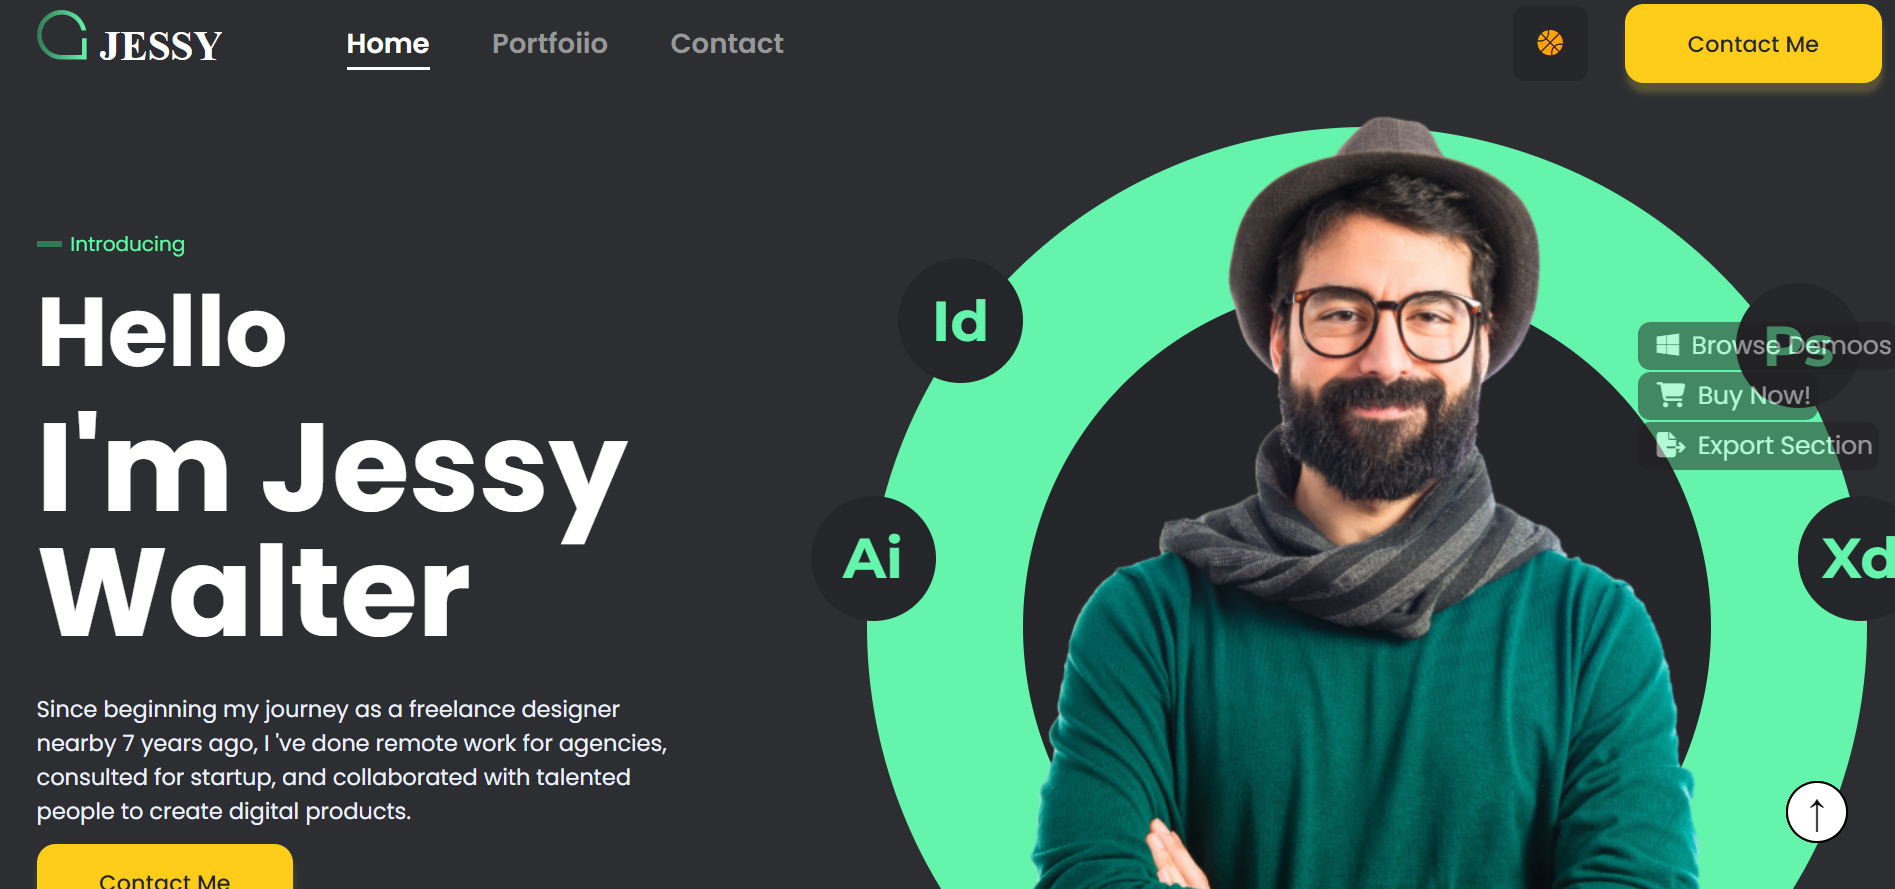 JESSY
Home
Portfoiio
Contact
Contact Me
Introducing
Hello
I'm Jessy
Walter
Since beginning my journey as a freelance designer
nearby 7 years ago, I 've done remote work for agencies,
consulted for startup, and collaborated with talented
people to create digital products.
Contact Me
Id
Ai
Ps
Xd
Browse Demoos
Buy Now!
Export Section